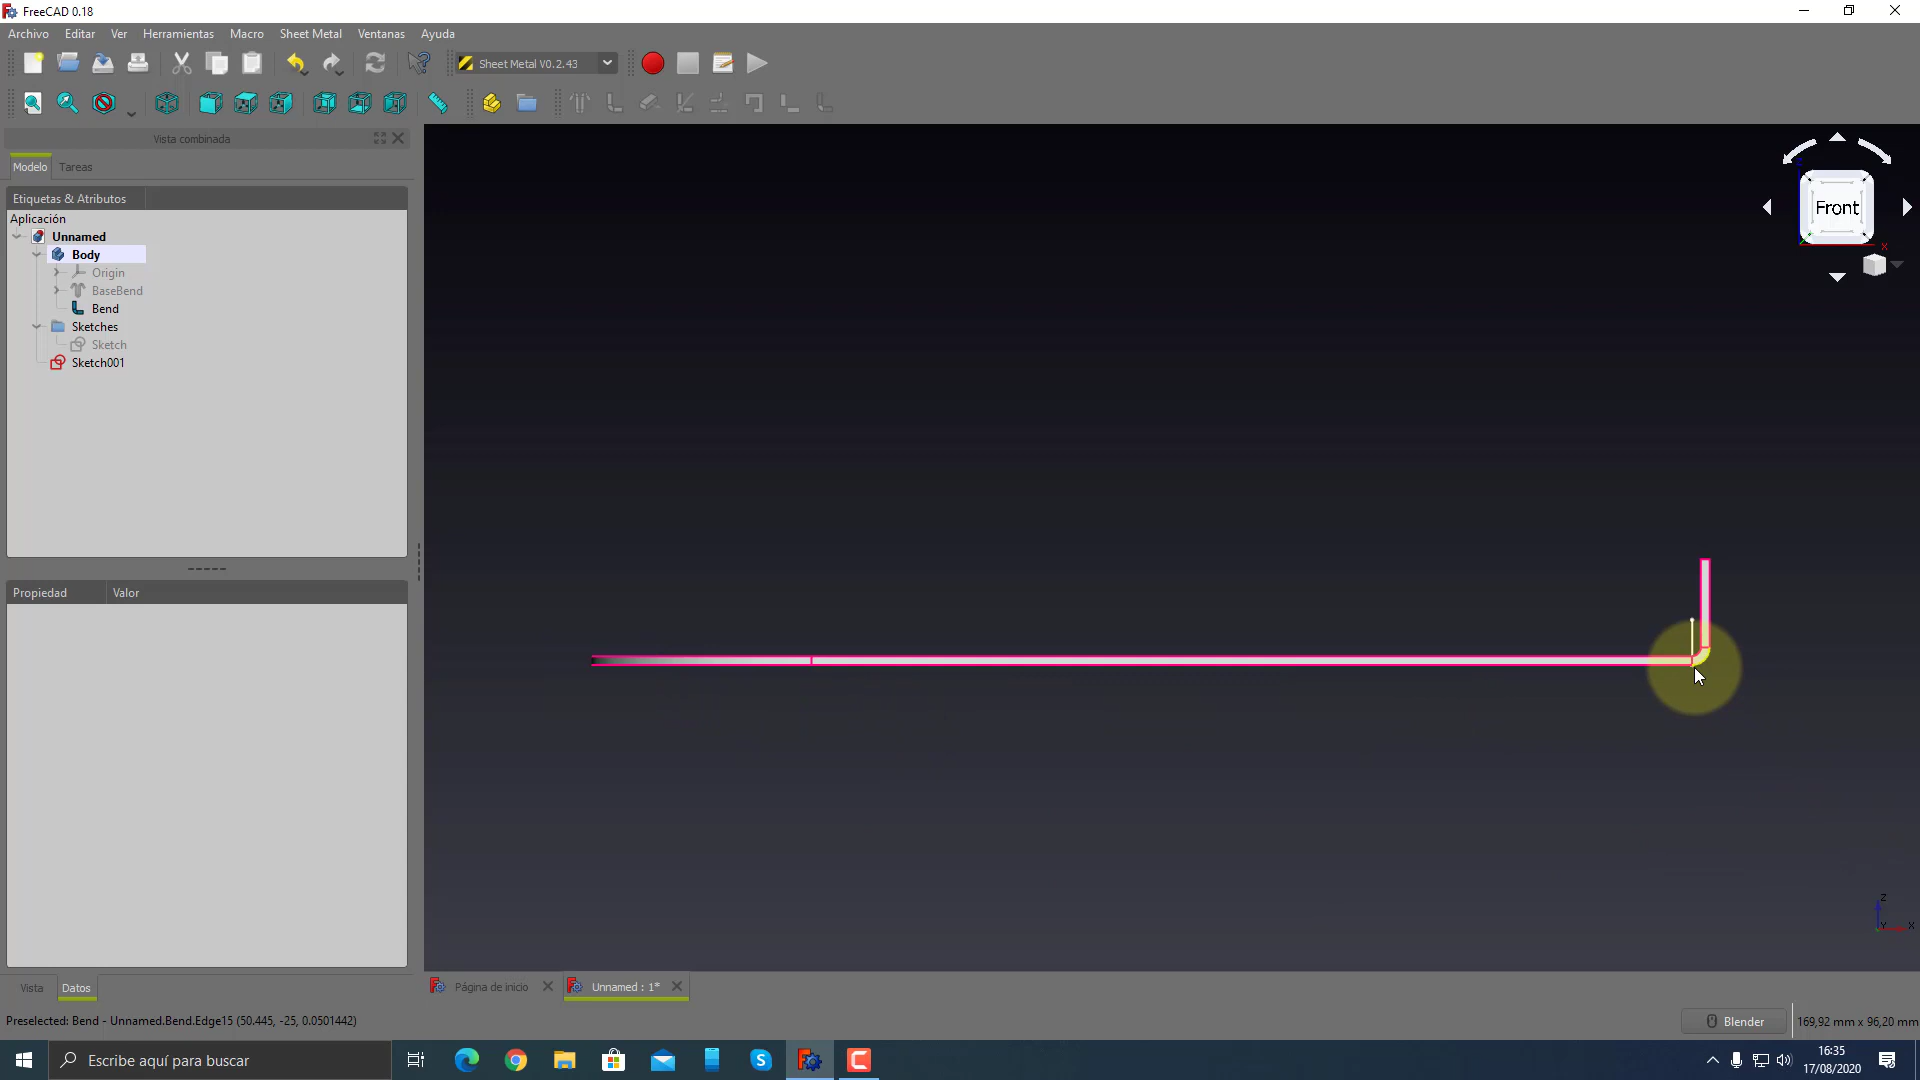 FreeCAD 0.18
Archivo Editar Ver Herramientas Macro Sheet Metal Ventanas Ayuda
Sheet Metal V0.2.43
Vista combinada
Modelo Tareas
Etiquetas & Atributos
Aplicación
Unnamed
Body
Origin
BaseBend
Bend
Sketches
Sketch
Sketch001
Front
X
Propiedad Valor
Z
Y X
Vista Datos
Página de inicio
Unnamed : 1*
Preselected: Bend - Unnamed.Bend.Edge15 (50.445, -25, 0.0501442)
Blender
169,92 mm x 96,20 mm
Escribe aquí para buscar
16:35
17/08/2020